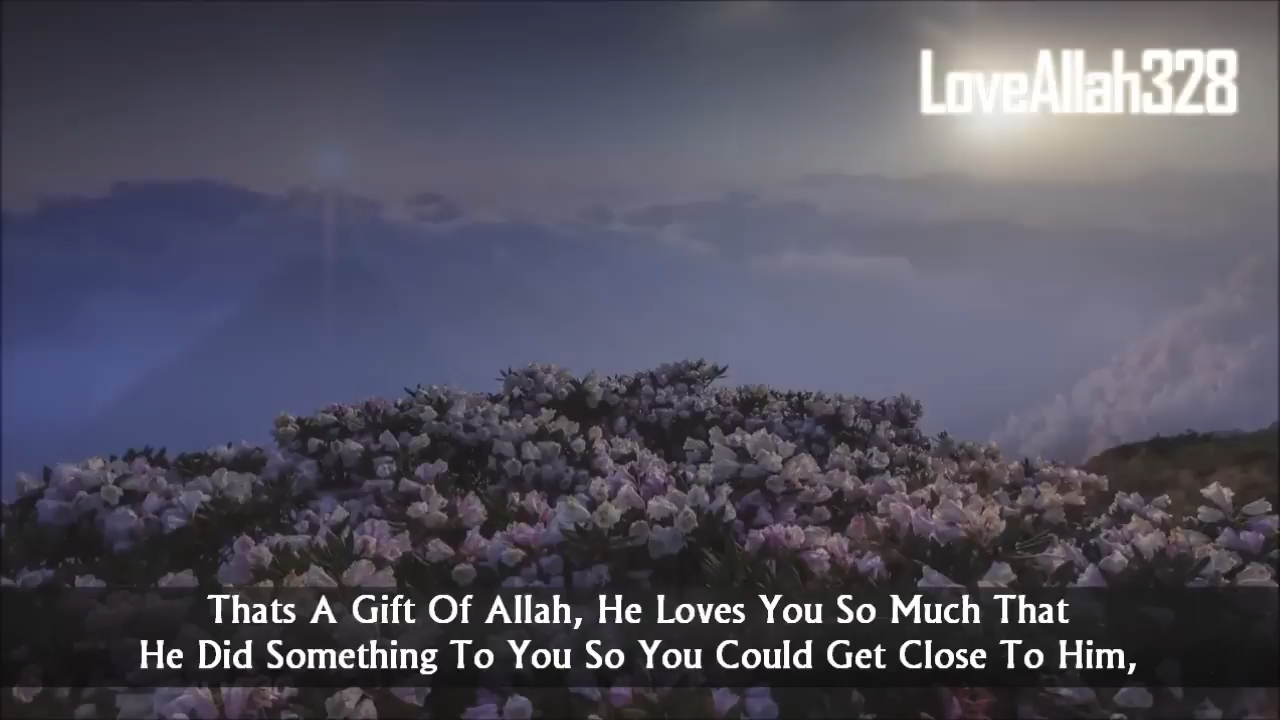 LoveAllah328
Thats A Gift Of Allah, He Loves You So Much That
He Did Something To You So You Could Get Close To Him,